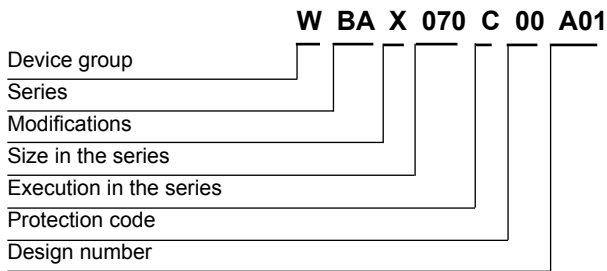 W BA X 070 C 00 A01
Device group
Series
Modifications
Size in the series
Execution in the series
Protection code
Design number